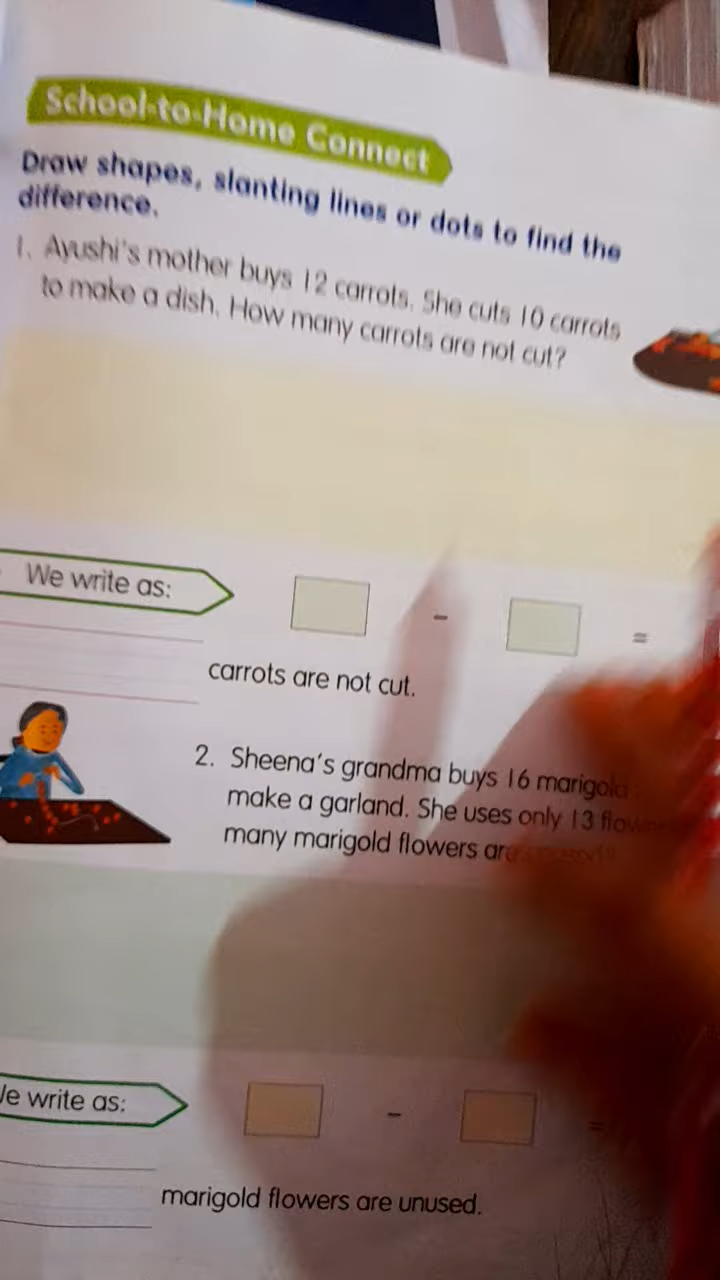 School-to-Home Connect
Draw shapes, slanting lines or dots to find the
difference.
1. Ayushi's mother buys 12 carrots. She cuts 10 carrots
to make a dish. How many carrots are not cut?
We write as:
- =
carrots are not cut.
2. Sheena's grandma buys 16 marigold
make a garland. She uses only 13
many marigold flowers are
We write as:
- =
marigold flowers are unused.